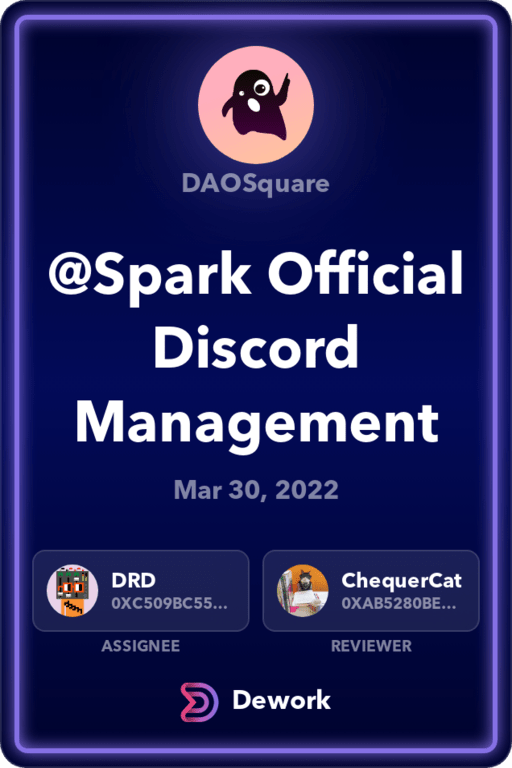 DAOSquare
@Spark Official
Discord
Management
Mar 30, 2022
DRD
0XC509BC55...
ChequerCat
0XAB5280BE...
ASSIGNEE
REVIEWER
Dework